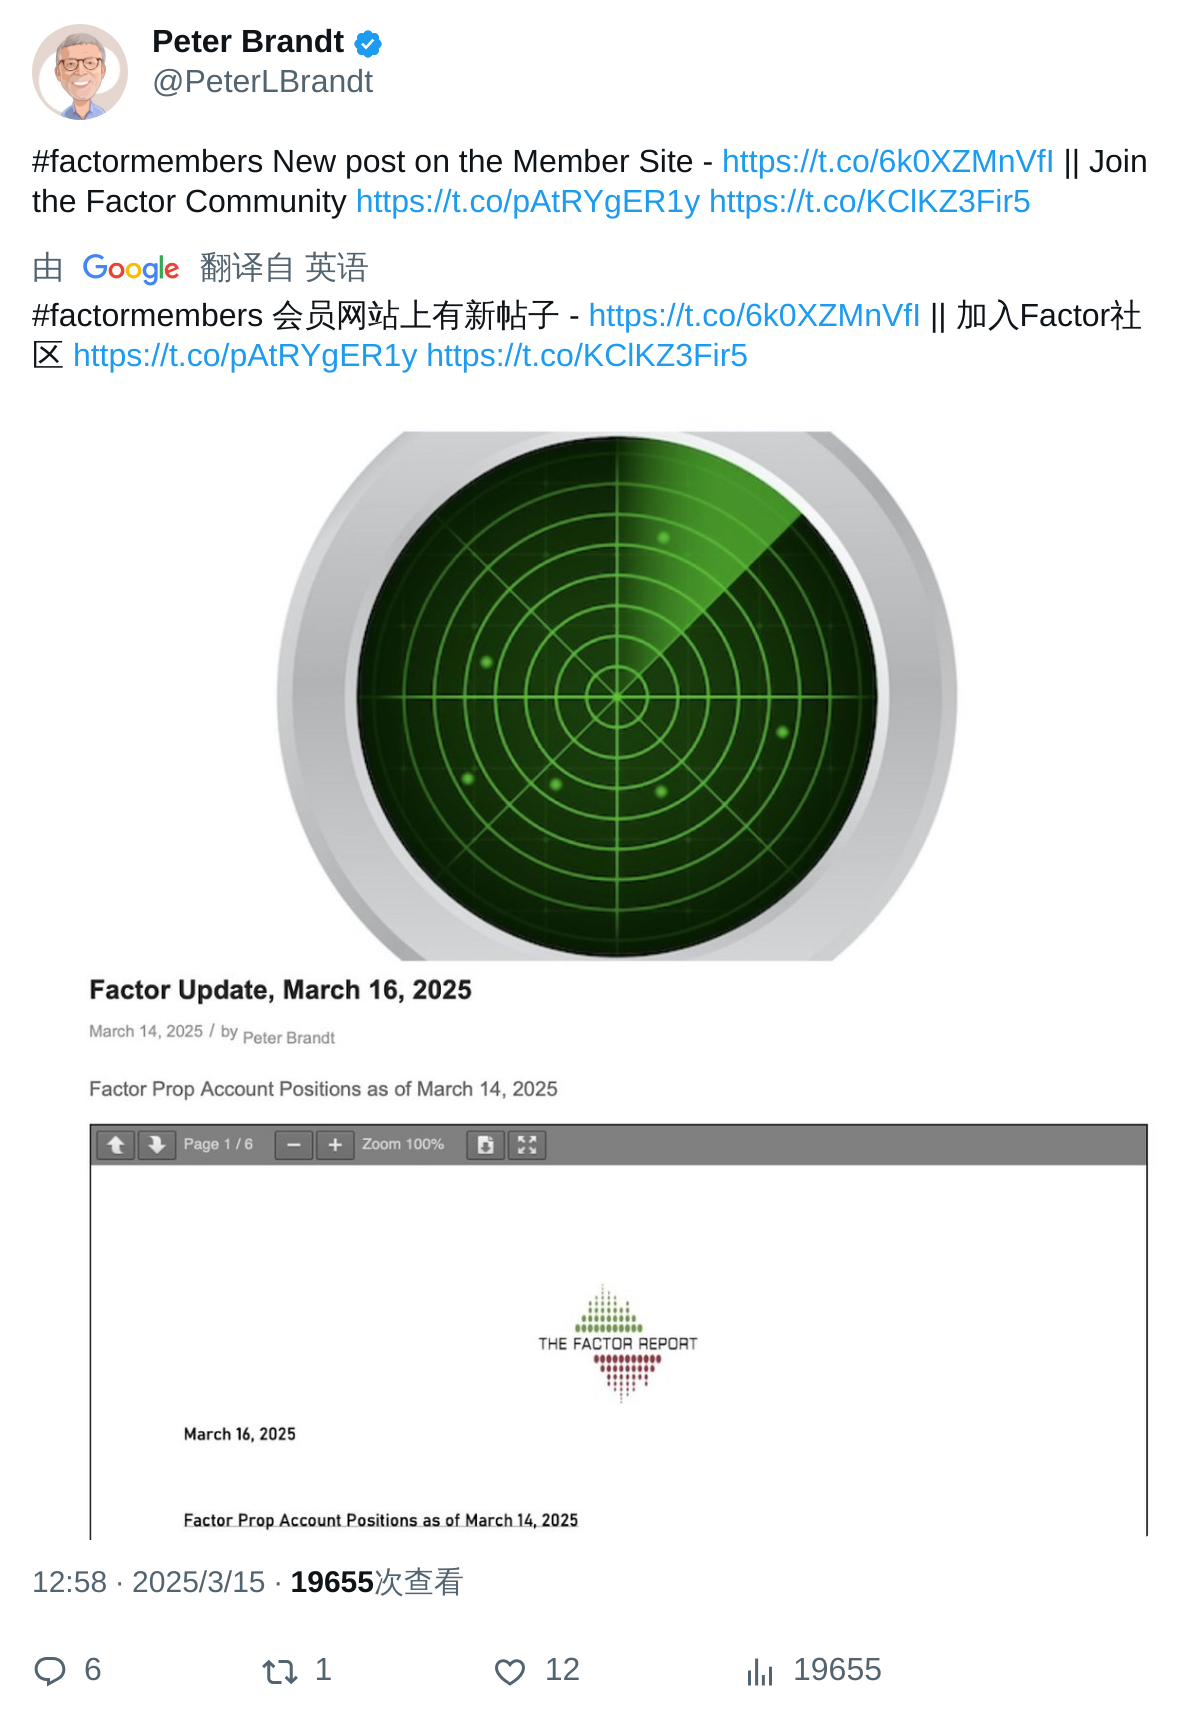 Peter Brandt
@PeterLBrandt
#factormembers New post on the Member Site - https://t.co/6k0XZMnVfI || Join
the Factor Community https://t.co/pAtRYgER1y https://t.co/KClKZ3Fir5
由 Google 翻译自 英语
#factormembers 会员网站上有新帖子 - https://t.co/6k0XZMnVfI || 加入Factor社
区 https://t.co/pAtRYgER1y https://t.co/KClKZ3Fir5
Factor Update, March 16, 2025
March 14, 2025 / by Peter Brandt
Factor Prop Account Positions as of March 14, 2025
Page 1 / 6 Zoom 100%
THE FACTOR REPORT
March 16, 2025
Factor Prop Account Positions as of March 14, 2025
12:58 · 2025/3/15 · 19655次查看
6 1 12 19655